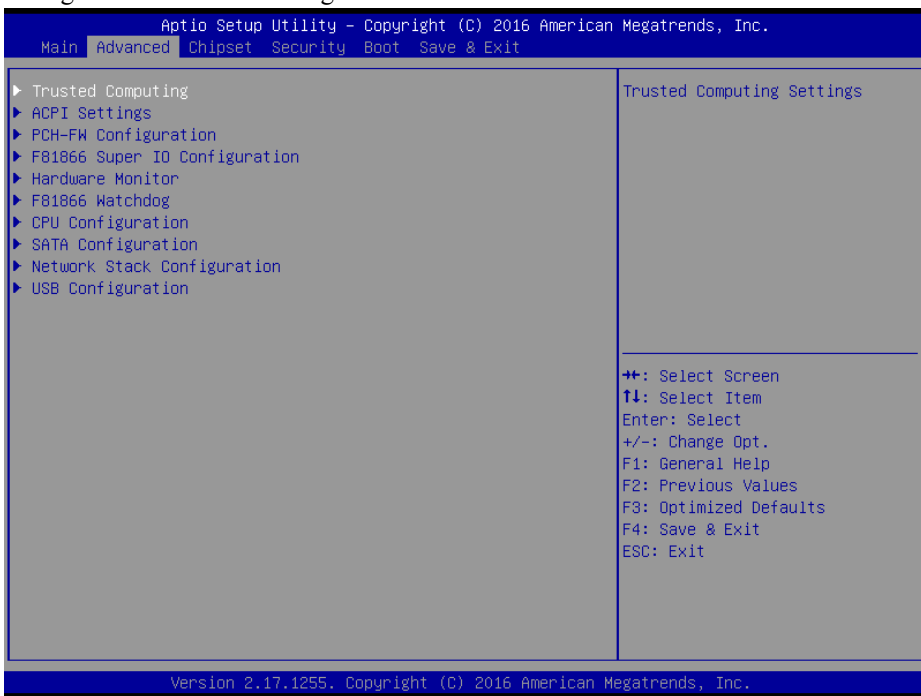 Aptio Setup Utility – Copyright (C) 2016 American Megatrends, Inc.
Main Advanced Chipset Security Boot Save & Exit
Trusted Computing
ACPI Settings
PCH-FW Configuration
F81866 Super IO Configuration
Hardware Monitor
F81866 Watchdog
CPU Configuration
SATA Configuration
Network Stack Configuration
USB Configuration
Trusted Computing Settings
→←: Select Screen
↑↓: Select Item
Enter: Select
+/-: Change Opt.
F1: General Help
F2: Previous Values
F3: Optimized Defaults
F4: Save & Exit
ESC: Exit
Version 2.17.1255. Copyright (C) 2016 American Megatrends, Inc.